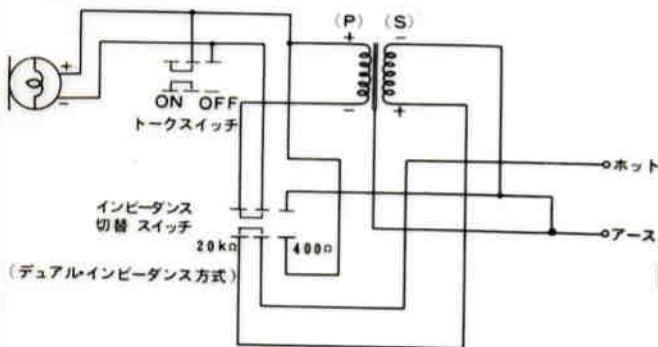 (P) (S)
+ −
+
−
ON OFF
− +
トークスイッチ
ホット
インピーダンス
切替 スイッチ
アース
20kΩ 400Ω
(デュアル・インピーダンス方式)